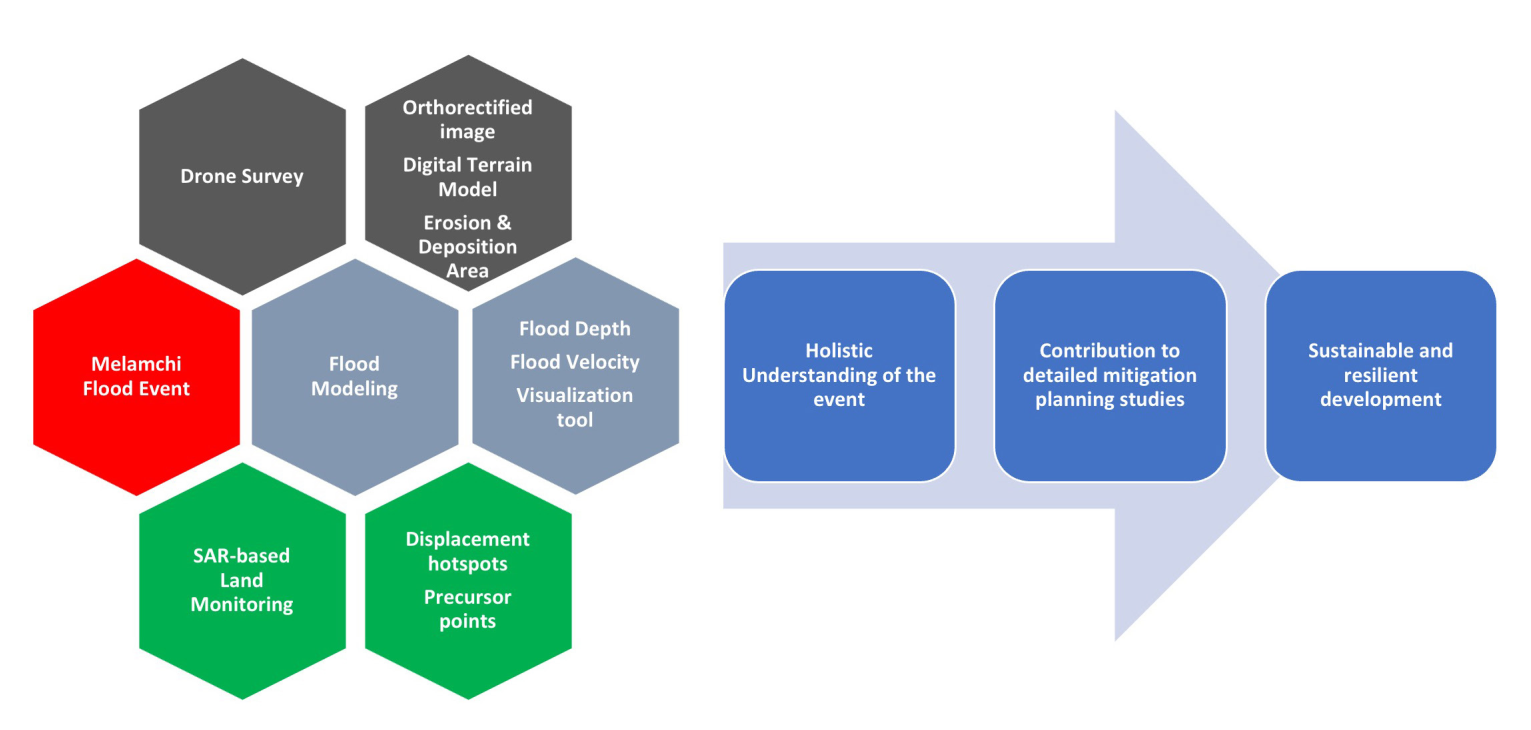 Drone Survey
Orthorectified
image
Digital Terrain
Model
Erosion &
Deposition
Area
Melamchi
Flood Event
Flood
Modeling
Flood Depth
Flood Velocity
Visualization
tool
SAR-based
Land
Monitoring
Displacement
hotspots
Precursor
points
Holistic
Understanding of the
event
Contribution to
detailed mitigation
planning studies
Sustainable and
resilient
development